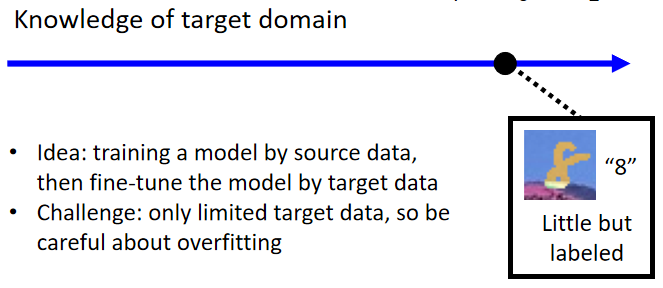 Knowledge of target domain
• Idea: training a model by source data,
then fine-tune the model by target data
• Challenge: only limited target data, so be
careful about overfitting
“8”
Little but
labeled